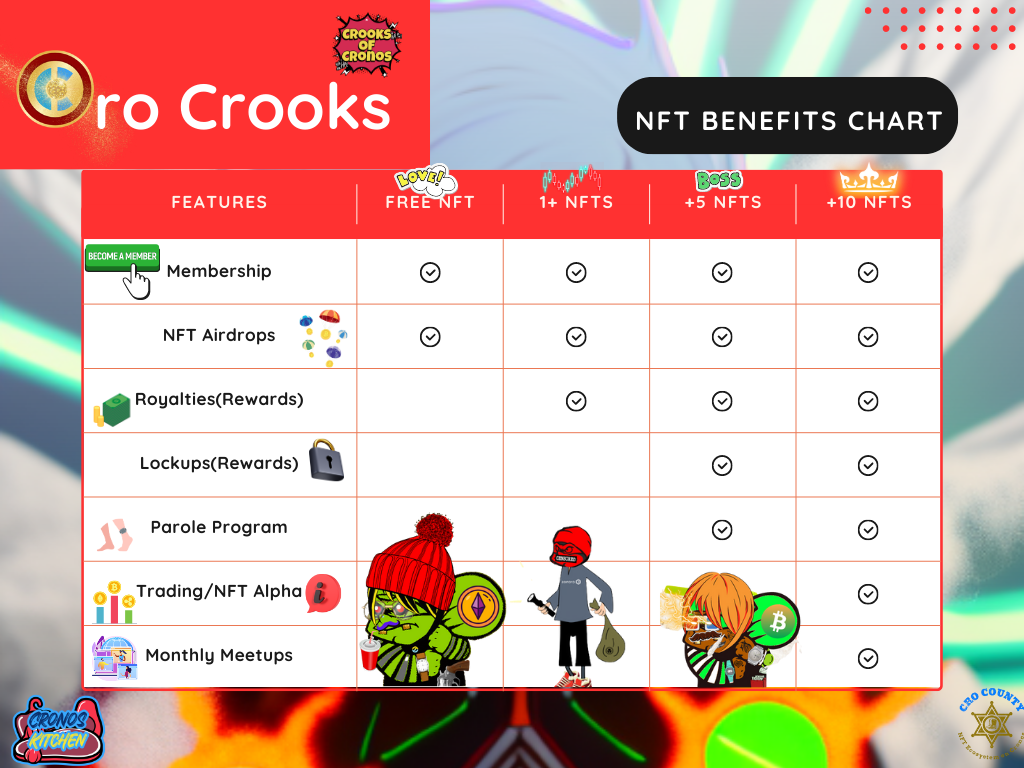 CROOKS
OF
CRONOS
ro Crooks
NFT BENEFITS CHART
LOVE!
BOSS
FEATURES
FREE NFT
1+ NFTS
+5 NFTS
+10 NFTS
BECOME A MEMBER
Membership
NFT Airdrops
Royalties(Rewards)
Lockups(Rewards)
Parole Program
Trading/NFT Alpha
Monthly Meetups
CRONOS
KITCHEN
CRO COUNTY